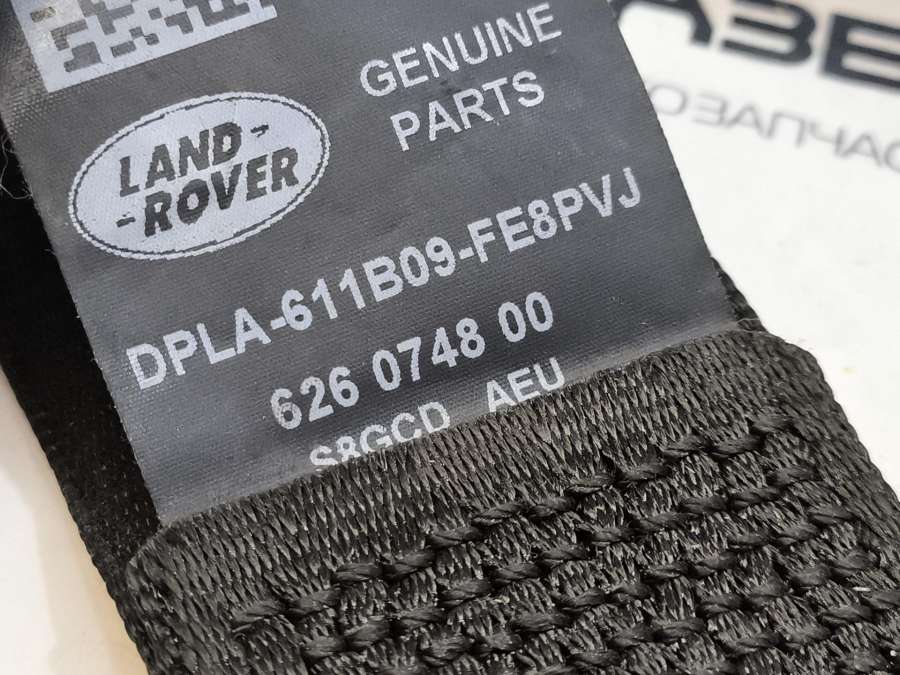 GENUINE
PARTS
LAND-
-ROVER
DPLA-611B09-FE8PVJ
626 0748 00
S8GCD AEU